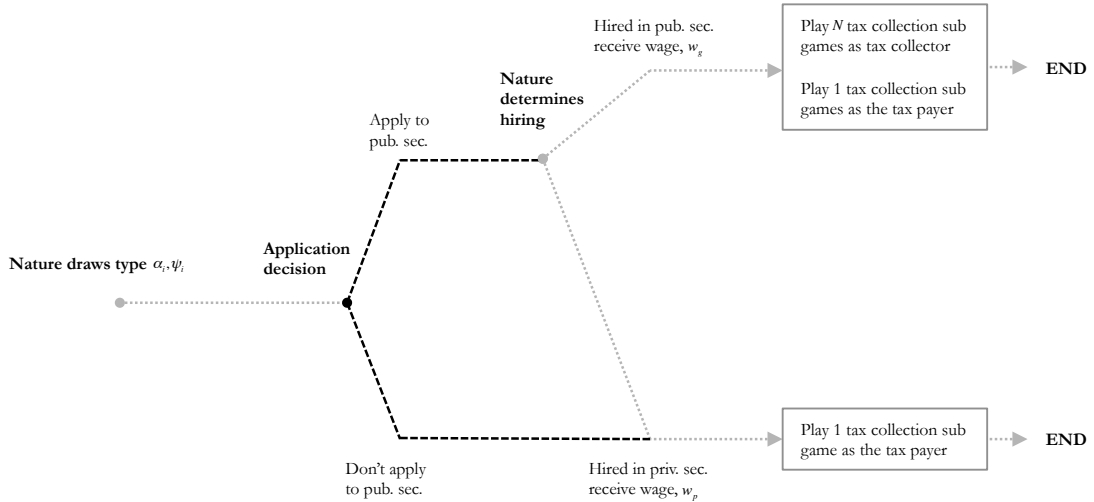 Hired in pub. sec.
receive wage, w_g
Play N tax collection sub
games as tax collector
Play 1 tax collection sub
games as the tax payer
END
Nature
determines
hiring
Apply to
pub. sec.
Application
decision
Nature draws type α_i, ψ_i
Don't apply
to pub. sec.
Hired in priv. sec.
receive wage, w_p
Play 1 tax collection sub
game as the tax payer
END